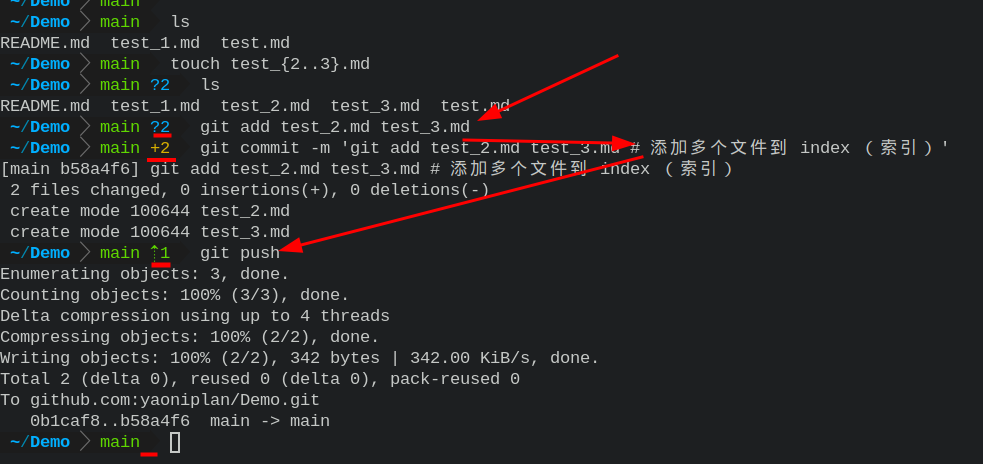 ~/Demo main
~/Demo main ls
README.md test_1.md test.md
~/Demo main touch test_{2..3}.md
~/Demo main ?2 ls
README.md test_1.md test_2.md test_3.md test.md
~/Demo main ?2 git add test_2.md test_3.md
~/Demo main +2 git commit -m 'git add test_2.md test_3.md # 添加多个文件到 index （索引）'
[main b58a4f6] git add test_2.md test_3.md # 添加多个文件到 index （索引）
2 files changed, 0 insertions(+), 0 deletions(-)
create mode 100644 test_2.md
create mode 100644 test_3.md
~/Demo main ⇡1 git push
Enumerating objects: 3, done.
Counting objects: 100% (3/3), done.
Delta compression using up to 4 threads
Compressing objects: 100% (2/2), done.
Writing objects: 100% (2/2), 342 bytes | 342.00 KiB/s, done.
Total 2 (delta 0), reused 0 (delta 0), pack-reused 0
To github.com:yaoniplan/Demo.git
0b1caf8..b58a4f6 main -> main
~/Demo main